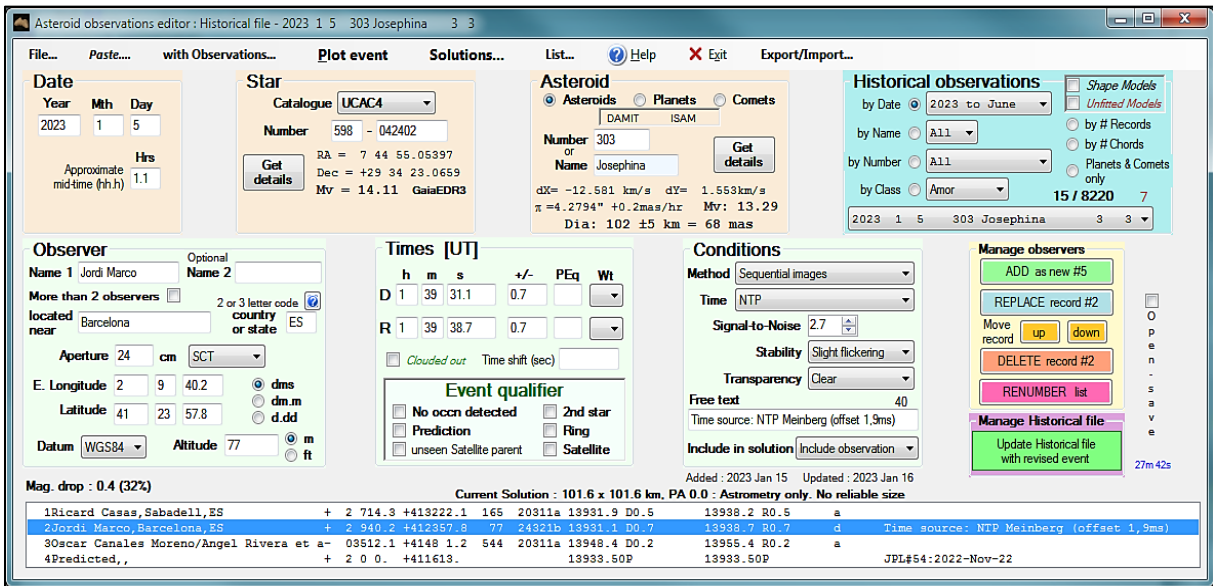 Asteroid observations editor : Historical file - 2023 1 5 303 Josephina 3 3
File... Paste.... with Observations... Plot event Solutions... List... Help Exit Export/Import...
Date
Year Mth Day
2023 1 5
Hrs
Approximate
mid-time (hh.h) 1.1
Star
Catalogue UCAC4
Number 598 - 042402
Get details
RA = 7 44 55.05397
Dec = +29 34 23.0659
Mv = 14.11 GaiaEDR3
Asteroid
Asteroids Planets Comets
DAMIT ISAM
Number 303
or
Name Josephina
Get details
dX= -12.581 km/s dY= 1.553km/s
π =4.2794" +0.2mas/hr Mv: 13.29
Dia: 102 ±5 km = 68 mas
Historical observations
by Date 2023 to June
by Name All
by Number All
by Class Amor
Shape Models
Unfitted Models
by # Records
by # Chords
Planets & Comets
only
15 / 8220 7
2023 1 5 303 Josephina 3 3
Observer
Optional
Name 1 Jordi Marco Name 2
More than 2 observers
2 or 3 letter code
located
near Barcelona
country
or state ES
Aperture 24 cm SCT
E. Longitude 2 9 40.2
Latitude 41 23 57.8
dms
dm.m
d.dd
Datum WGS84 Altitude 77 m
ft
Times [UT]
h m s +/- PEq Wt
D 1 39 31.1 0.7
R 1 39 38.7 0.7
Clouded out Time shift (sec)
Event qualifier
No occn detected 2nd star
Prediction Ring
unseen Satellite parent Satellite
Conditions
Method Sequential images
Time NTP
Signal-to-Noise 2.7
Stability Slight flickering
Transparency Clear
Free text 40
Time source: NTP Meinberg (offset 1,9ms)
Include in solution Include observation
Added : 2023 Jan 15 Updated : 2023 Jan 16
Manage observers
ADD as new #5
REPLACE record #2
Move
record up down
DELETE record #2
RENUMBER list
Manage Historical file
Update Historical file
with revised event
Open-save
27m 42s
Mag. drop : 0.4 (32%)
Current Solution : 101.6 x 101.6 km, PA 0.0 : Astrometry only. No reliable size
1Ricard Casas,Sabadell,ES + 2 714.3 +413222.1 165 20311a 13931.9 D0.5 13938.2 R0.5 a
2Jordi Marco,Barcelona,ES + 2 940.2 +412357.8 77 24321b 13931.1 D0.7 13938.7 R0.7 d Time source: NTP Meinberg (offset 1,9ms)
3Oscar Canales Moreno/Angel Rivera et a- 03512.1 +4148 1.2 544 20311a 13948.4 D0.2 13955.4 R0.2 a
4Predicted,, + 2 0 0. +411613. 13933.50P 13933.50P JPL#54:2022-Nov-22